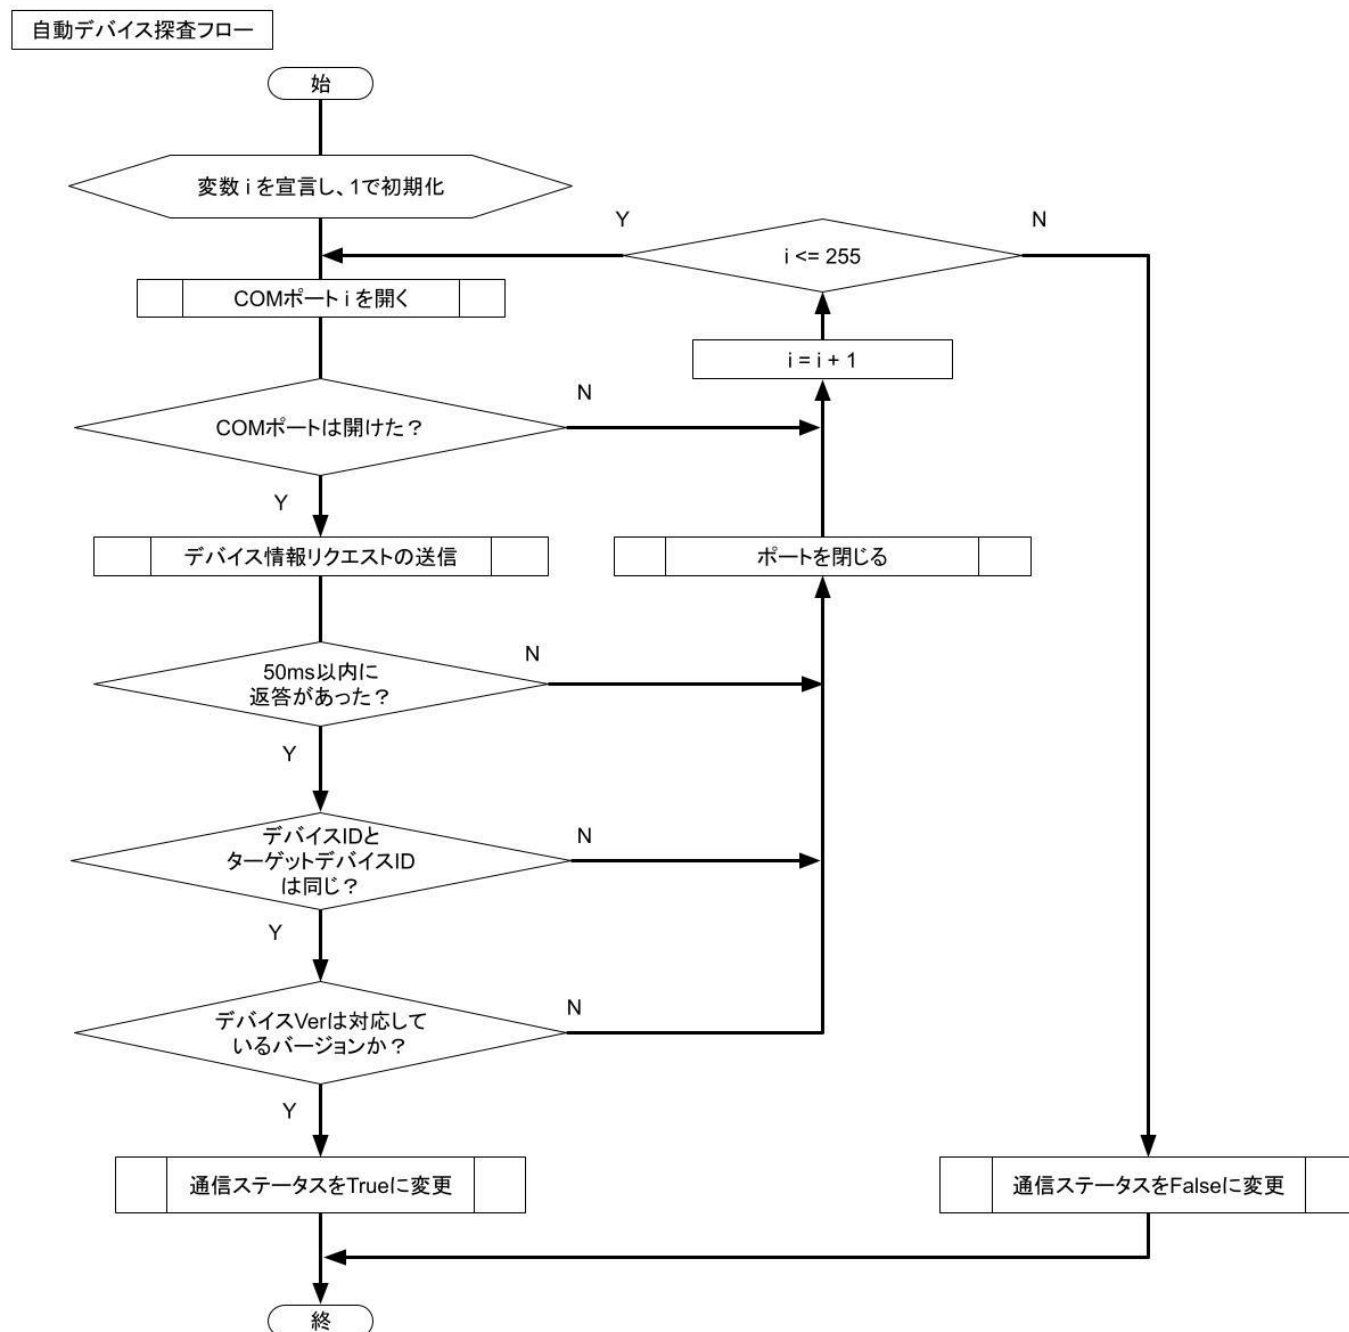 自動デバイス探査フロー
始
変数 i を宣言し、1で初期化
Y
i <= 255
N
COMポート i を開く
i = i + 1
COMポートは開けた？
N
Y
デバイス情報リクエストの送信
ポートを閉じる
50ms以内に
返答があった？
N
Y
デバイスIDと
ターゲットデバイスID
は同じ？
N
Y
デバイスVerは対応して
いるバージョンか？
N
Y
通信ステータスをTrueに変更
通信ステータスをFalseに変更
終